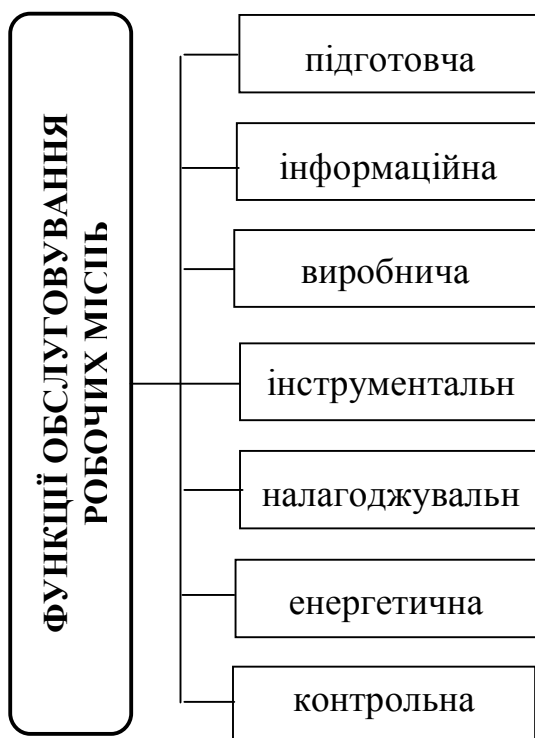 ФУНКЦІЇ ОБСЛУГОВУВАННЯ
РОБОЧИХ МІСЦЬ
підготовча
інформаційна
виробнича
інструментальн
налагоджувальн
енергетична
контрольна